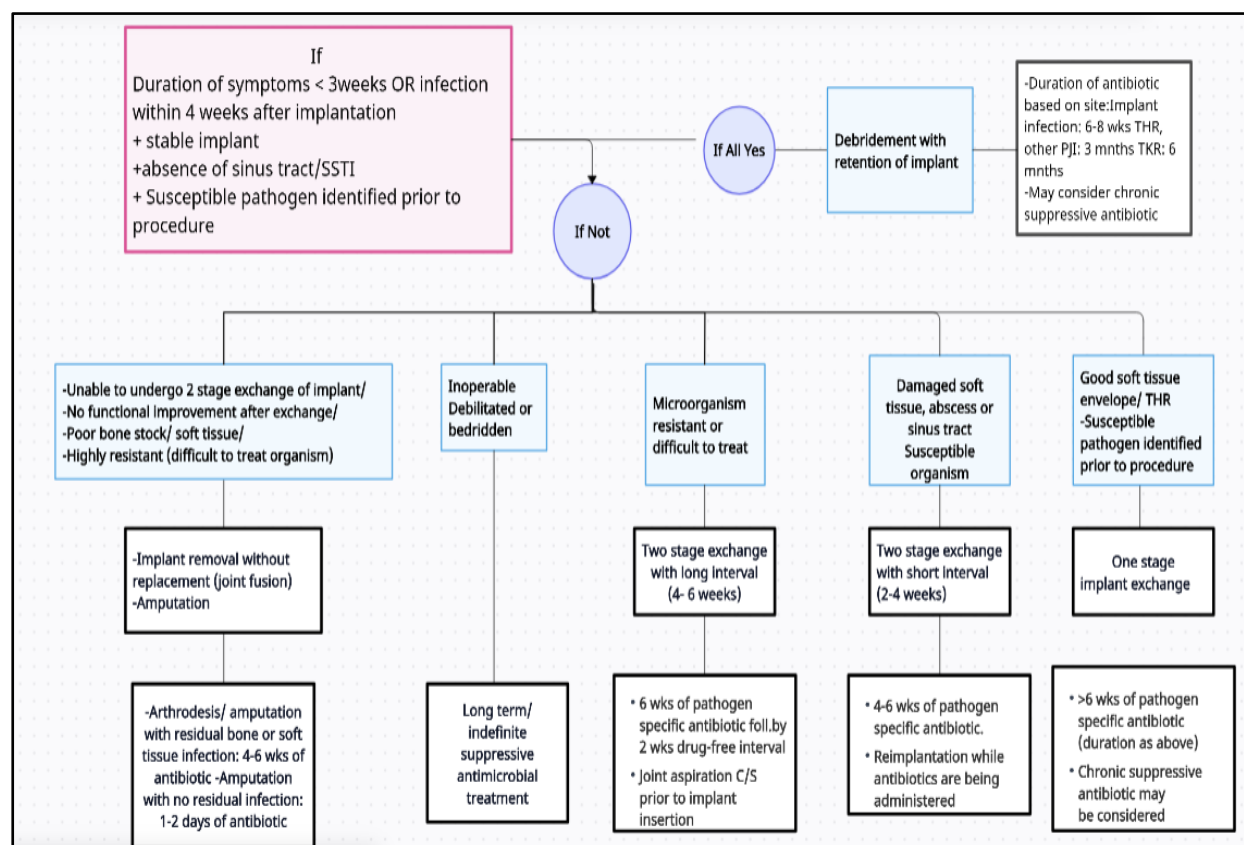 If
Duration of symptoms < 3weeks OR infection
within 4 weeks after implantation
+ stable implant
+absence of sinus tract/SSTI
+ Susceptible pathogen identified prior to
procedure
If All Yes
Debridement with
retention of implant
-Duration of antibiotic
based on site:Implant
infection: 6-8 wks THR,
other PJI: 3 mnths TKR: 6
mnths
-May consider chronic
suppressive antibiotic
If Not
-Unable to undergo 2 stage exchange of implant/
-No functional improvement after exchange/
-Poor bone stock/ soft tissue/
-Highly resistant (difficult to treat organism)
Inoperable
Debilitated or
bedridden
Microorganism
resistant or
difficult to treat
Damaged soft
tissue, abscess or
sinus tract
Susceptible
organism
Good soft tissue
envelope/ THR
-Susceptible
pathogen identified
prior to procedure
-Implant removal without
replacement (joint fusion)
-Amputation
Two stage exchange
with long interval
(4- 6 weeks)
Two stage exchange
with short interval
(2-4 weeks)
One stage
implant exchange
-Arthrodesis/ amputation
with residual bone or soft
tissue infection: 4-6 wks of
antibiotic -Amputation
with no residual infection:
1-2 days of antibiotic
Long term/
indefinite
suppressive
antimicrobial
treatment
• 6 wks of pathogen
specific antibiotic foll.by
2 wks drug-free interval
• Joint aspiration C/S
prior to implant
insertion
• 4-6 wks of pathogen
specific antibiotic.
• Reimplantation while
antibiotics are being
administered
• >6 wks of pathogen
specific antibiotic
(duration as above)
• Chronic suppressive
antibiotic may
be considered